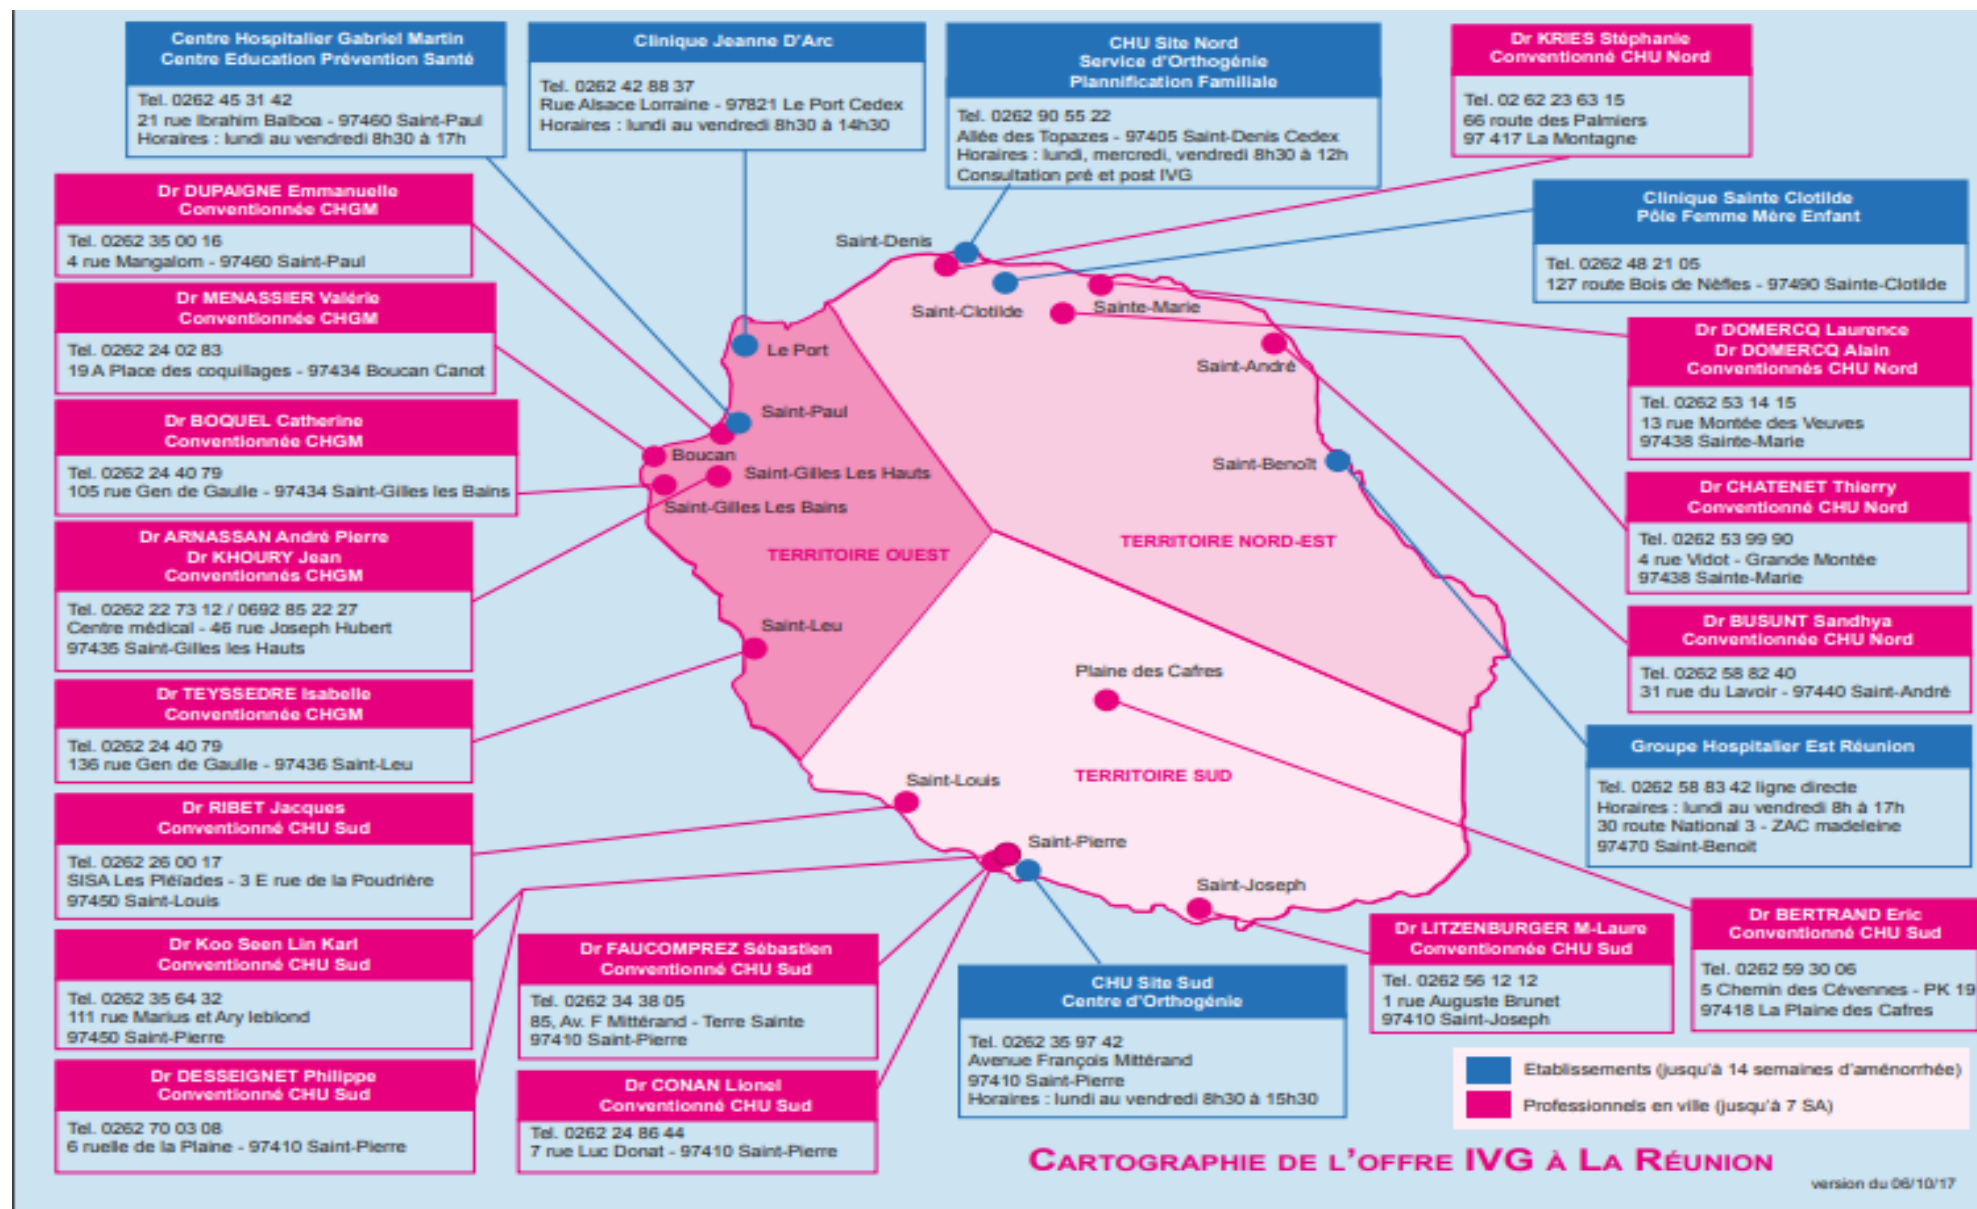 Centre Hospitalier Gabriel Martin
Centre Education Prévention Santé
Tel. 0262 45 31 42
21 rue Ibrahim Balboa - 97460 Saint-Paul
Horaires : lundi au vendredi 8h30 à 17h
Clinique Jeanne D'Arc
Tel. 0262 42 88 37
Rue Alsace Lorraine - 97821 Le Port Cedex
Horaires : lundi au vendredi 8h30 à 14h30
CHU Site Nord
Service d'Orthogénie
Plannification Familiale
Tel. 0262 90 55 22
Allée des Topazes - 97405 Saint-Denis Cedex
Horaires : lundi, mercredi, vendredi 8h30 à 12h
Consultation pré et post IVG
Dr KRIES Stéphanie
Conventionné CHU Nord
Tel. 02 62 23 63 15
66 route des Palmiers
97 417 La Montagne
Clinique Sainte Clotilde
Pôle Femme Mère Enfant
Tel. 0262 48 21 05
127 route Bois de Nèfles - 97490 Sainte-Clotilde
Dr DUPAIGNE Emmanuelle
Conventionnée CHGM
Tel. 0262 35 00 16
4 rue Mangalom - 97460 Saint-Paul
Dr MENASSIER Valérie
Conventionnée CHGM
Tel. 0262 24 02 83
19 A Place des coquillages - 97434 Boucan Canot
Dr BOQUEL Catherine
Conventionnée CHGM
Tel. 0262 24 40 79
105 rue Gen de Gaulle - 97434 Saint-Gilles les Bains
Dr ARNASSAN André Pierre
Dr KHOURY Jean
Conventionnés CHGM
Tel. 0262 22 73 12 / 0692 85 22 27
Centre médical - 46 rue Joseph Hubert
97435 Saint-Gilles les Hauts
Dr TEYSSEDRE Isabelle
Conventionnée CHGM
Tel. 0262 24 40 79
136 rue Gen de Gaulle - 97436 Saint-Leu
Dr RIBET Jacques
Conventionné CHU Sud
Tel. 0262 26 00 17
SISA Les Pléïades - 3 E rue de la Poudrière
97450 Saint-Louis
Dr Koo Seen Lin Karl
Conventionné CHU Sud
Tel. 0262 35 64 32
111 rue Marius et Ary leblond
97450 Saint-Pierre
Dr DESSEIGNET Philippe
Conventionné CHU Sud
Tel. 0262 70 03 08
6 ruelle de la Plaine - 97410 Saint-Pierre
Saint-Denis
Saint-Clotilde
Sainte-Marie
Saint-André
Le Port
Saint-Paul
Saint-Benoît
Boucan
Saint-Gilles Les Hauts
Saint-Gilles Les Bains
TERRITOIRE OUEST
TERRITOIRE NORD-EST
Saint-Leu
Plaine des Cafres
TERRITOIRE SUD
Saint-Louis
Saint-Pierre
Saint-Joseph
Dr DOMERCQ Laurence
Dr DOMERCQ Alain
Conventionnés CHU Nord
Tel. 0262 53 14 15
13 rue Montée des Veuves
97438 Sainte-Marie
Dr CHATENET Thierry
Conventionné CHU Nord
Tel. 0262 53 99 90
4 rue Vidot - Grande Montée
97438 Sainte-Marie
Dr BUSUNT Sandhya
Conventionnée CHU Nord
Tel. 0262 58 82 40
31 rue du Lavoir - 97440 Saint-André
Groupe Hospitalier Est Réunion
Tel. 0262 58 83 42 ligne directe
Horaires : lundi au vendredi 8h à 17h
30 route National 3 - ZAC madeleine
97470 Saint-Benoit
Dr FAUCOMPREZ Sébastien
Conventionné CHU Sud
Tel. 0262 34 38 05
85, Av. F Mittérand - Terre Sainte
97410 Saint-Pierre
Dr CONAN Lionel
Conventionné CHU Sud
Tel. 0262 24 86 44
7 rue Luc Donat - 97410 Saint-Pierre
CHU Site Sud
Centre d'Orthogénie
Tel. 0262 35 97 42
Avenue François Mittérand
97410 Saint-Pierre
Horaires : lundi au vendredi 8h30 à 15h30
Dr LITZENBURGER M-Laure
Conventionnée CHU Sud
Tel. 0262 56 12 12
1 rue Auguste Brunet
97410 Saint-Joseph
Dr BERTRAND Eric
Conventionné CHU Sud
Tel. 0262 59 30 06
5 Chemin des Cévennes - PK 19
97418 La Plaine des Cafres
Etablissements (jusqu'à 14 semaines d'aménorrhée)
Professionnels en ville (jusqu'à 7 SA)
CARTOGRAPHIE DE L'OFFRE IVG À LA RÉUNION
version du 06/10/17